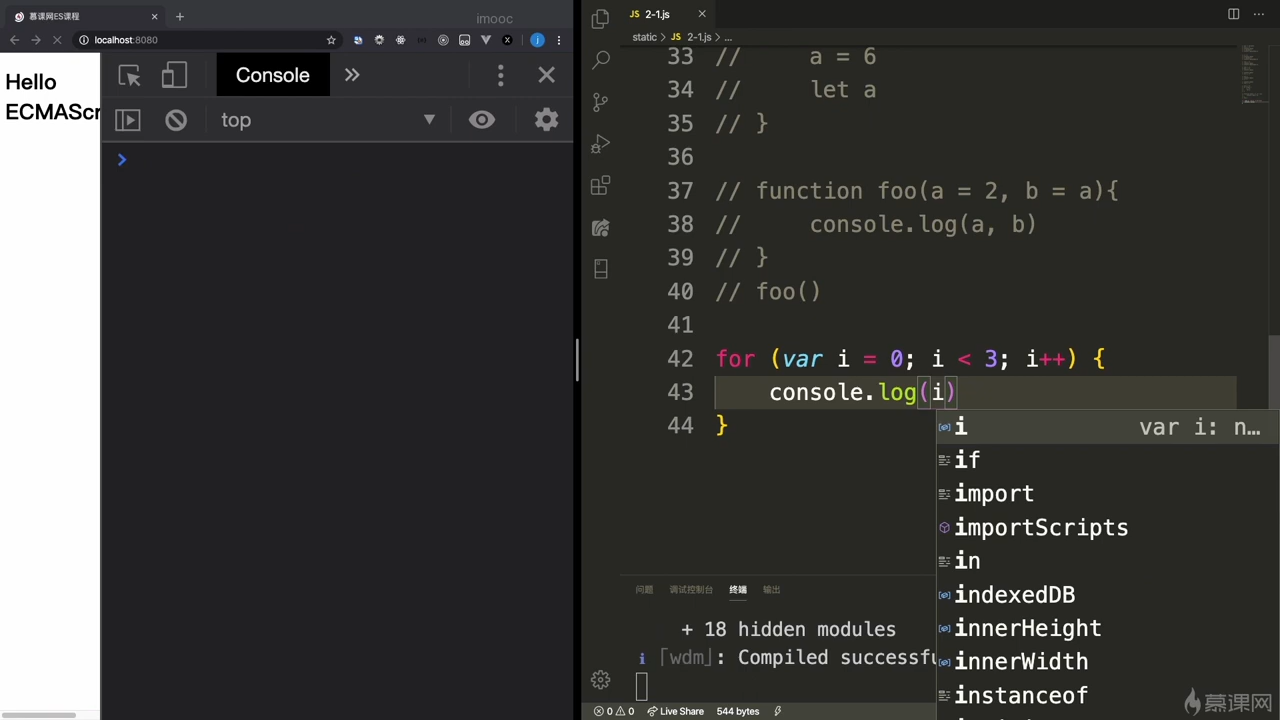 慕课网ES课程
imooc
localhost:8080
Hello
ECMAScr
Console
top
2-1.js
static > JS 2-1.js > ...
33 // a = 6
34 // let a
35 // }
36
37 // function foo(a = 2, b = a){
38 // console.log(a, b)
39 // }
40 // foo()
41
42 for (var i = 0; i < 3; i++) {
43 console.log(i)
44 }
i var i: n...
if
import
importScripts
in
indexedDB
innerHeight
innerWidth
instanceof
问题 调试控制台 终端 输出
+ 18 hidden modules
i ｢wdm｣: Compiled successfu
0 0 Live Share 544 bytes
慕课网